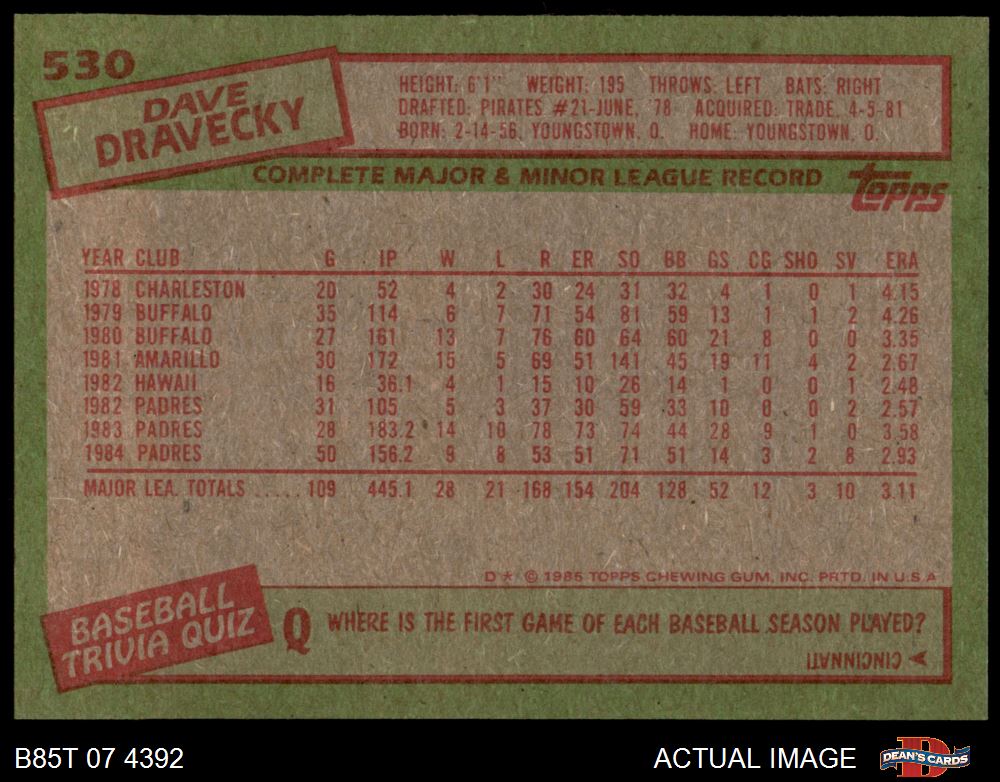 530
DAVE
DRAVECKY
HEIGHT: 6'1" WEIGHT: 195 THROWS: LEFT BATS: RIGHT
DRAFTED: PIRATES #21-JUNE, '78 ACQUIRED: TRADE, 4-5-81
BORN: 2-14-56, YOUNGSTOWN, O. HOME: YOUNGSTOWN, O.
COMPLETE MAJOR & MINOR LEAGUE RECORD
topps
YEAR CLUB G IP W L R ER SO BB GS CG SHO SV ERA
1978 CHARLESTON 20 52 4 2 30 24 31 32 4 1 0 1 4.15
1979 BUFFALO 35 114 6 7 71 54 81 59 13 1 1 2 4.26
1980 BUFFALO 27 161 13 7 76 60 64 60 21 8 0 0 3.35
1981 AMARILLO 30 172 15 5 69 51 141 45 19 11 4 2 2.67
1982 HAWAII 16 36.1 4 1 15 10 26 14 1 0 0 1 2.48
1982 PADRES 31 105 5 3 37 30 59 33 10 0 0 2 2.57
1983 PADRES 28 183.2 14 10 78 73 74 44 28 9 1 0 3.58
1984 PADRES 50 156.2 9 8 53 51 71 51 14 3 2 8 2.93
MAJOR LEA. TOTALS ..... 109 445.1 28 21 168 154 204 128 52 12 3 10 3.11
D * © 1985 TOPPS CHEWING GUM, INC. PRTD. IN U.S.A.
BASEBALL
TRIVIA QUIZ
Q WHERE IS THE FIRST GAME OF EACH BASEBALL SEASON PLAYED?
A CINCINNATI
B85T 07 4392
ACTUAL IMAGE
D
DEAN'S CARDS